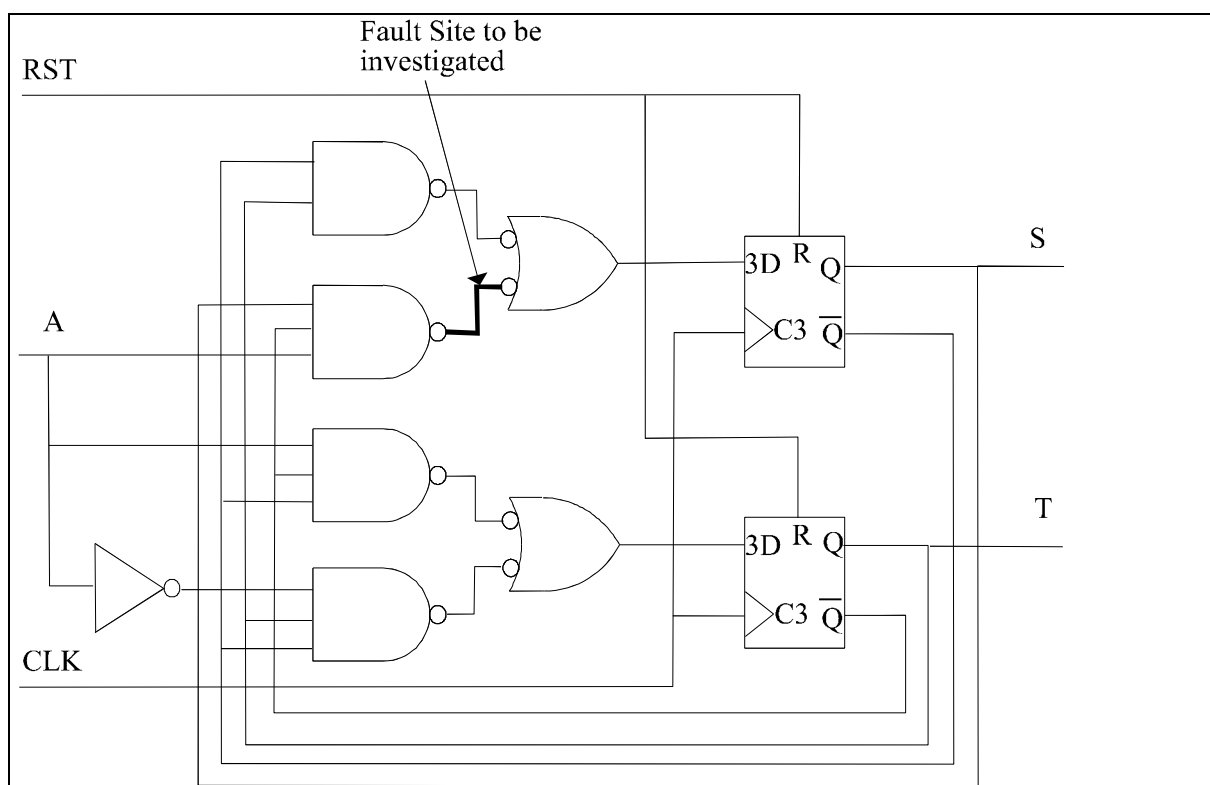 Fault Site to be
investigated
RST
S
3D R Q
A
C3 Q̅
T
3D R Q
C3 Q̅
CLK